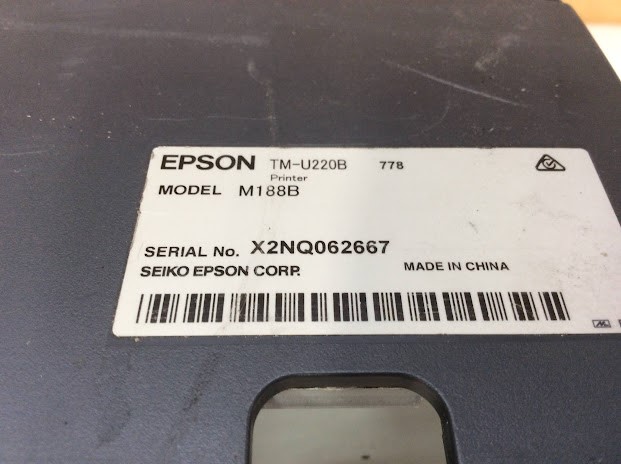 EPSON TM-U220B 778
Printer
MODEL M188B
SERIAL No. X2NQ062667
SEIKO EPSON CORP. MADE IN CHINA